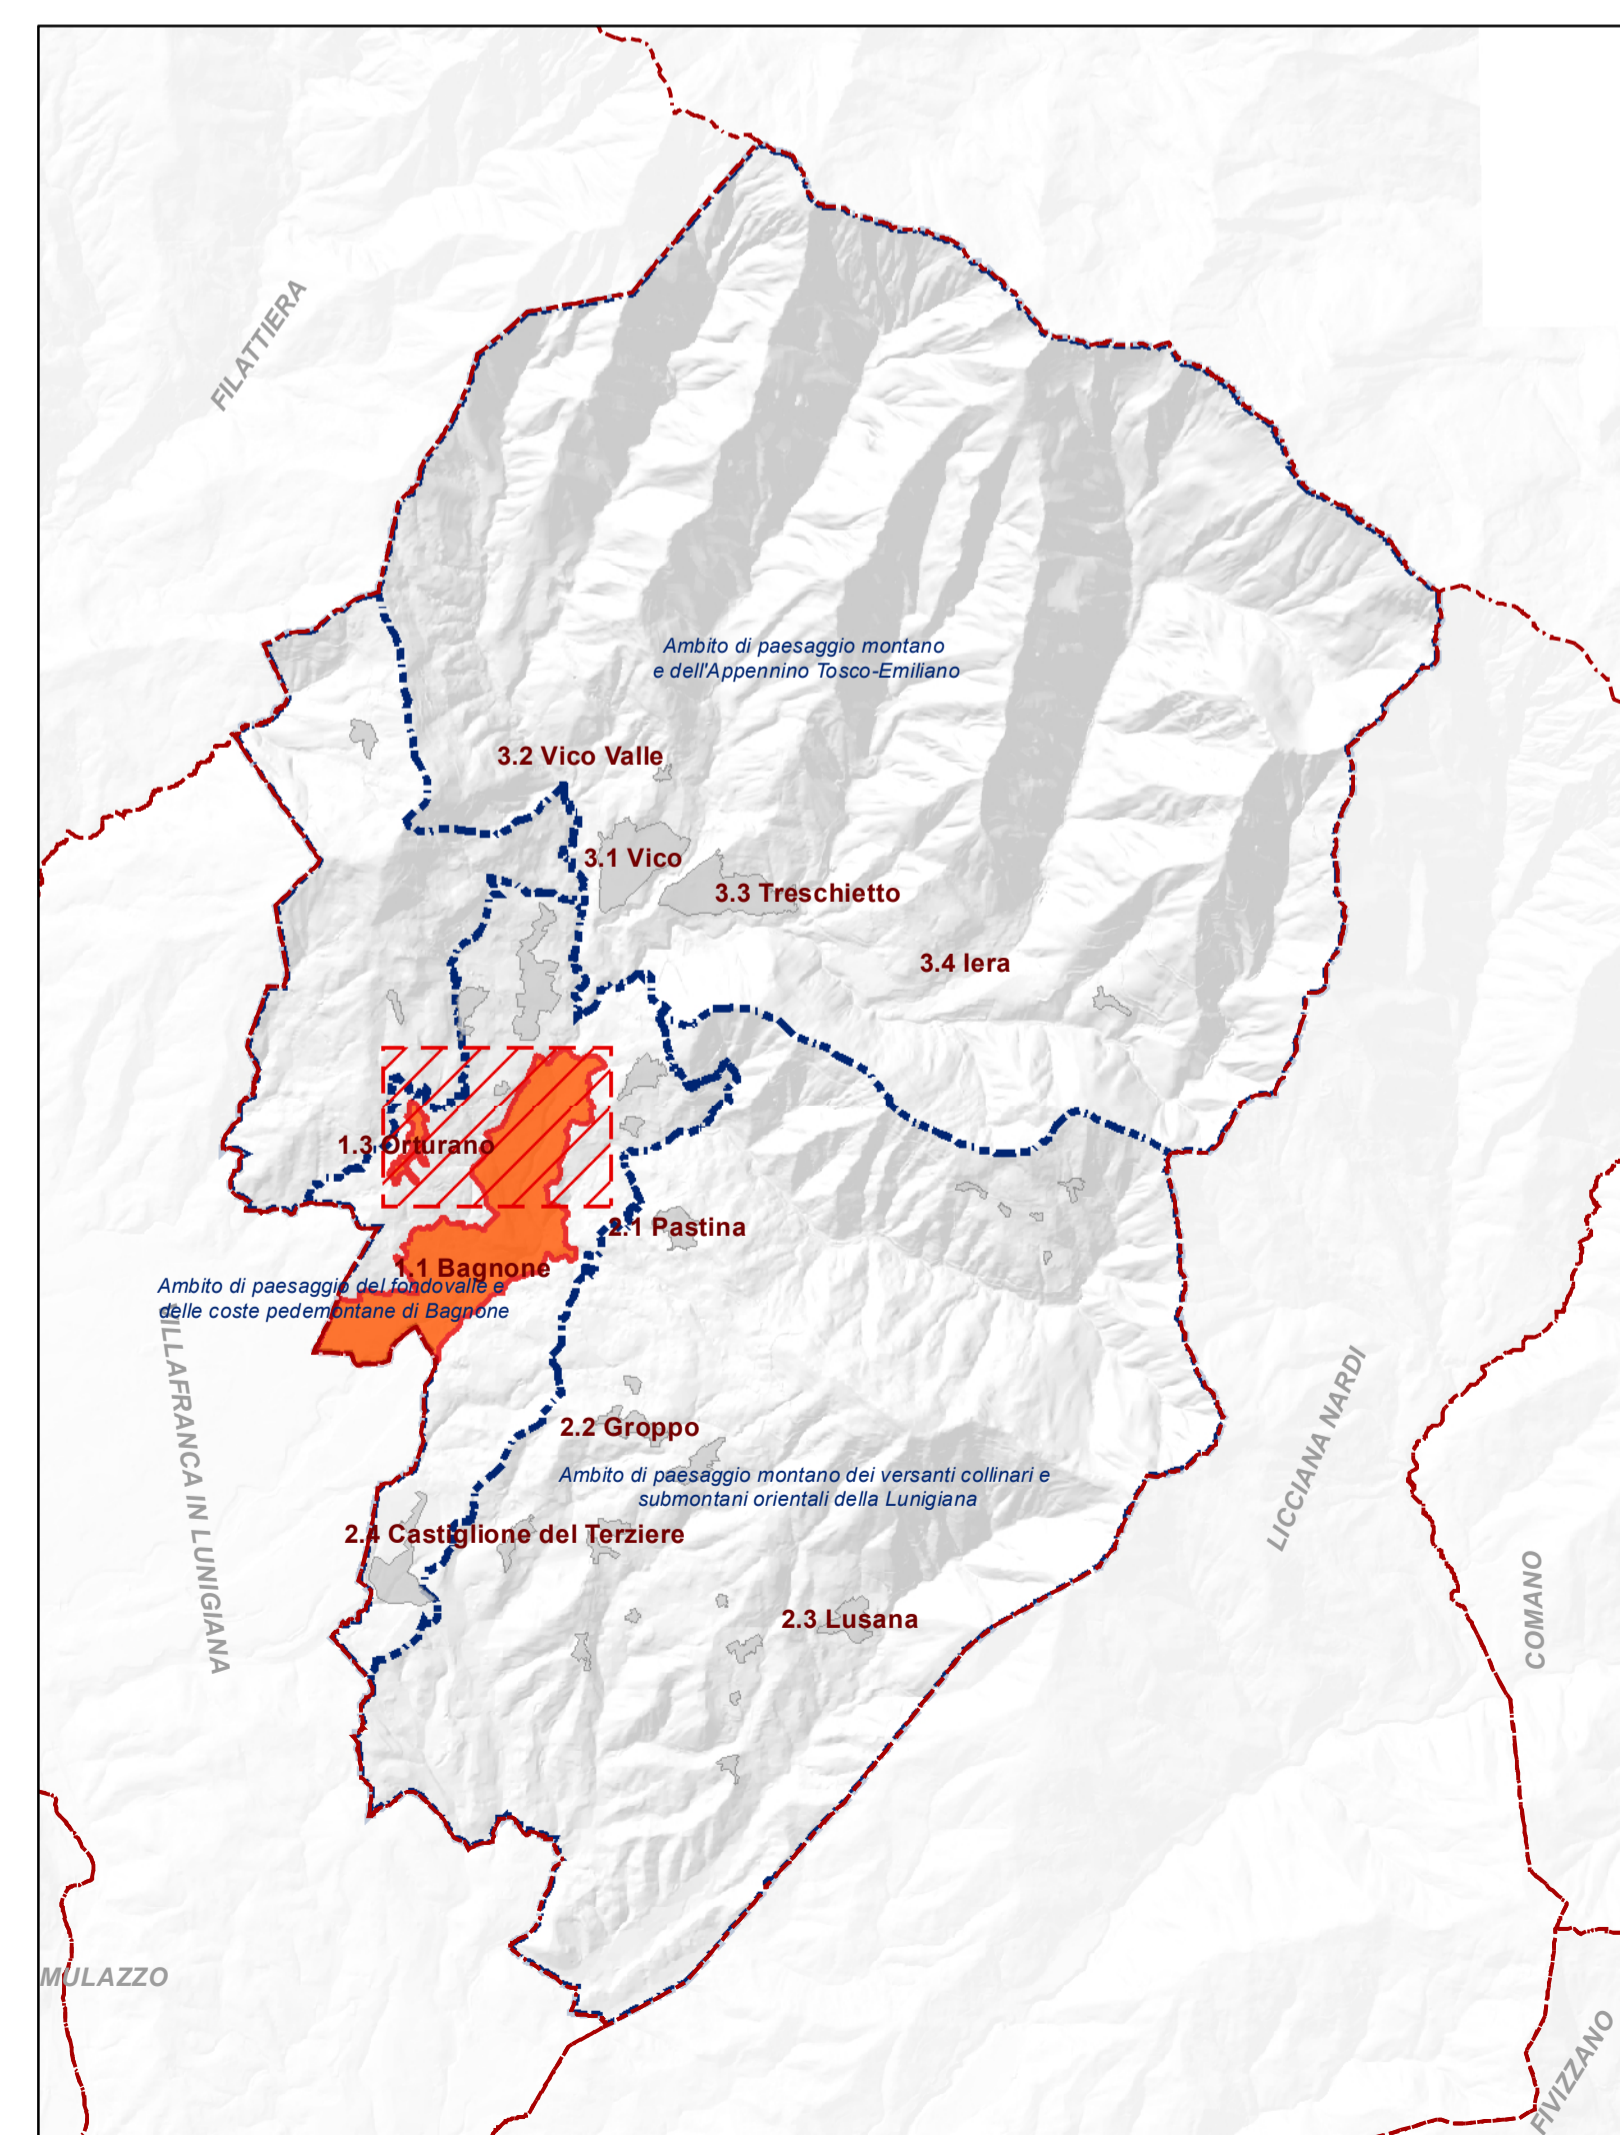 FILATTIERA
Ambito di paesaggio montano
e dell'Appennino Tosco-Emiliano
3.2 Vico Valle
3.1 Vico
3.3 Treschietto
3.4 Iera
1.3 Orturano
2.1 Pastina
1.1 Bagnone
Ambito di paesaggio del fondovalle e
delle coste pedemontane di Bagnone
VILLAFRANCA IN LUNIGIANA
LICCIANA NARDI
2.2 Groppo
Ambito di paesaggio montano dei versanti collinari e
submontani orientali della Lunigiana
2.4 Castiglione del Terziere
COMANO
2.3 Lusana
MULAZZO
FIVIZZANO